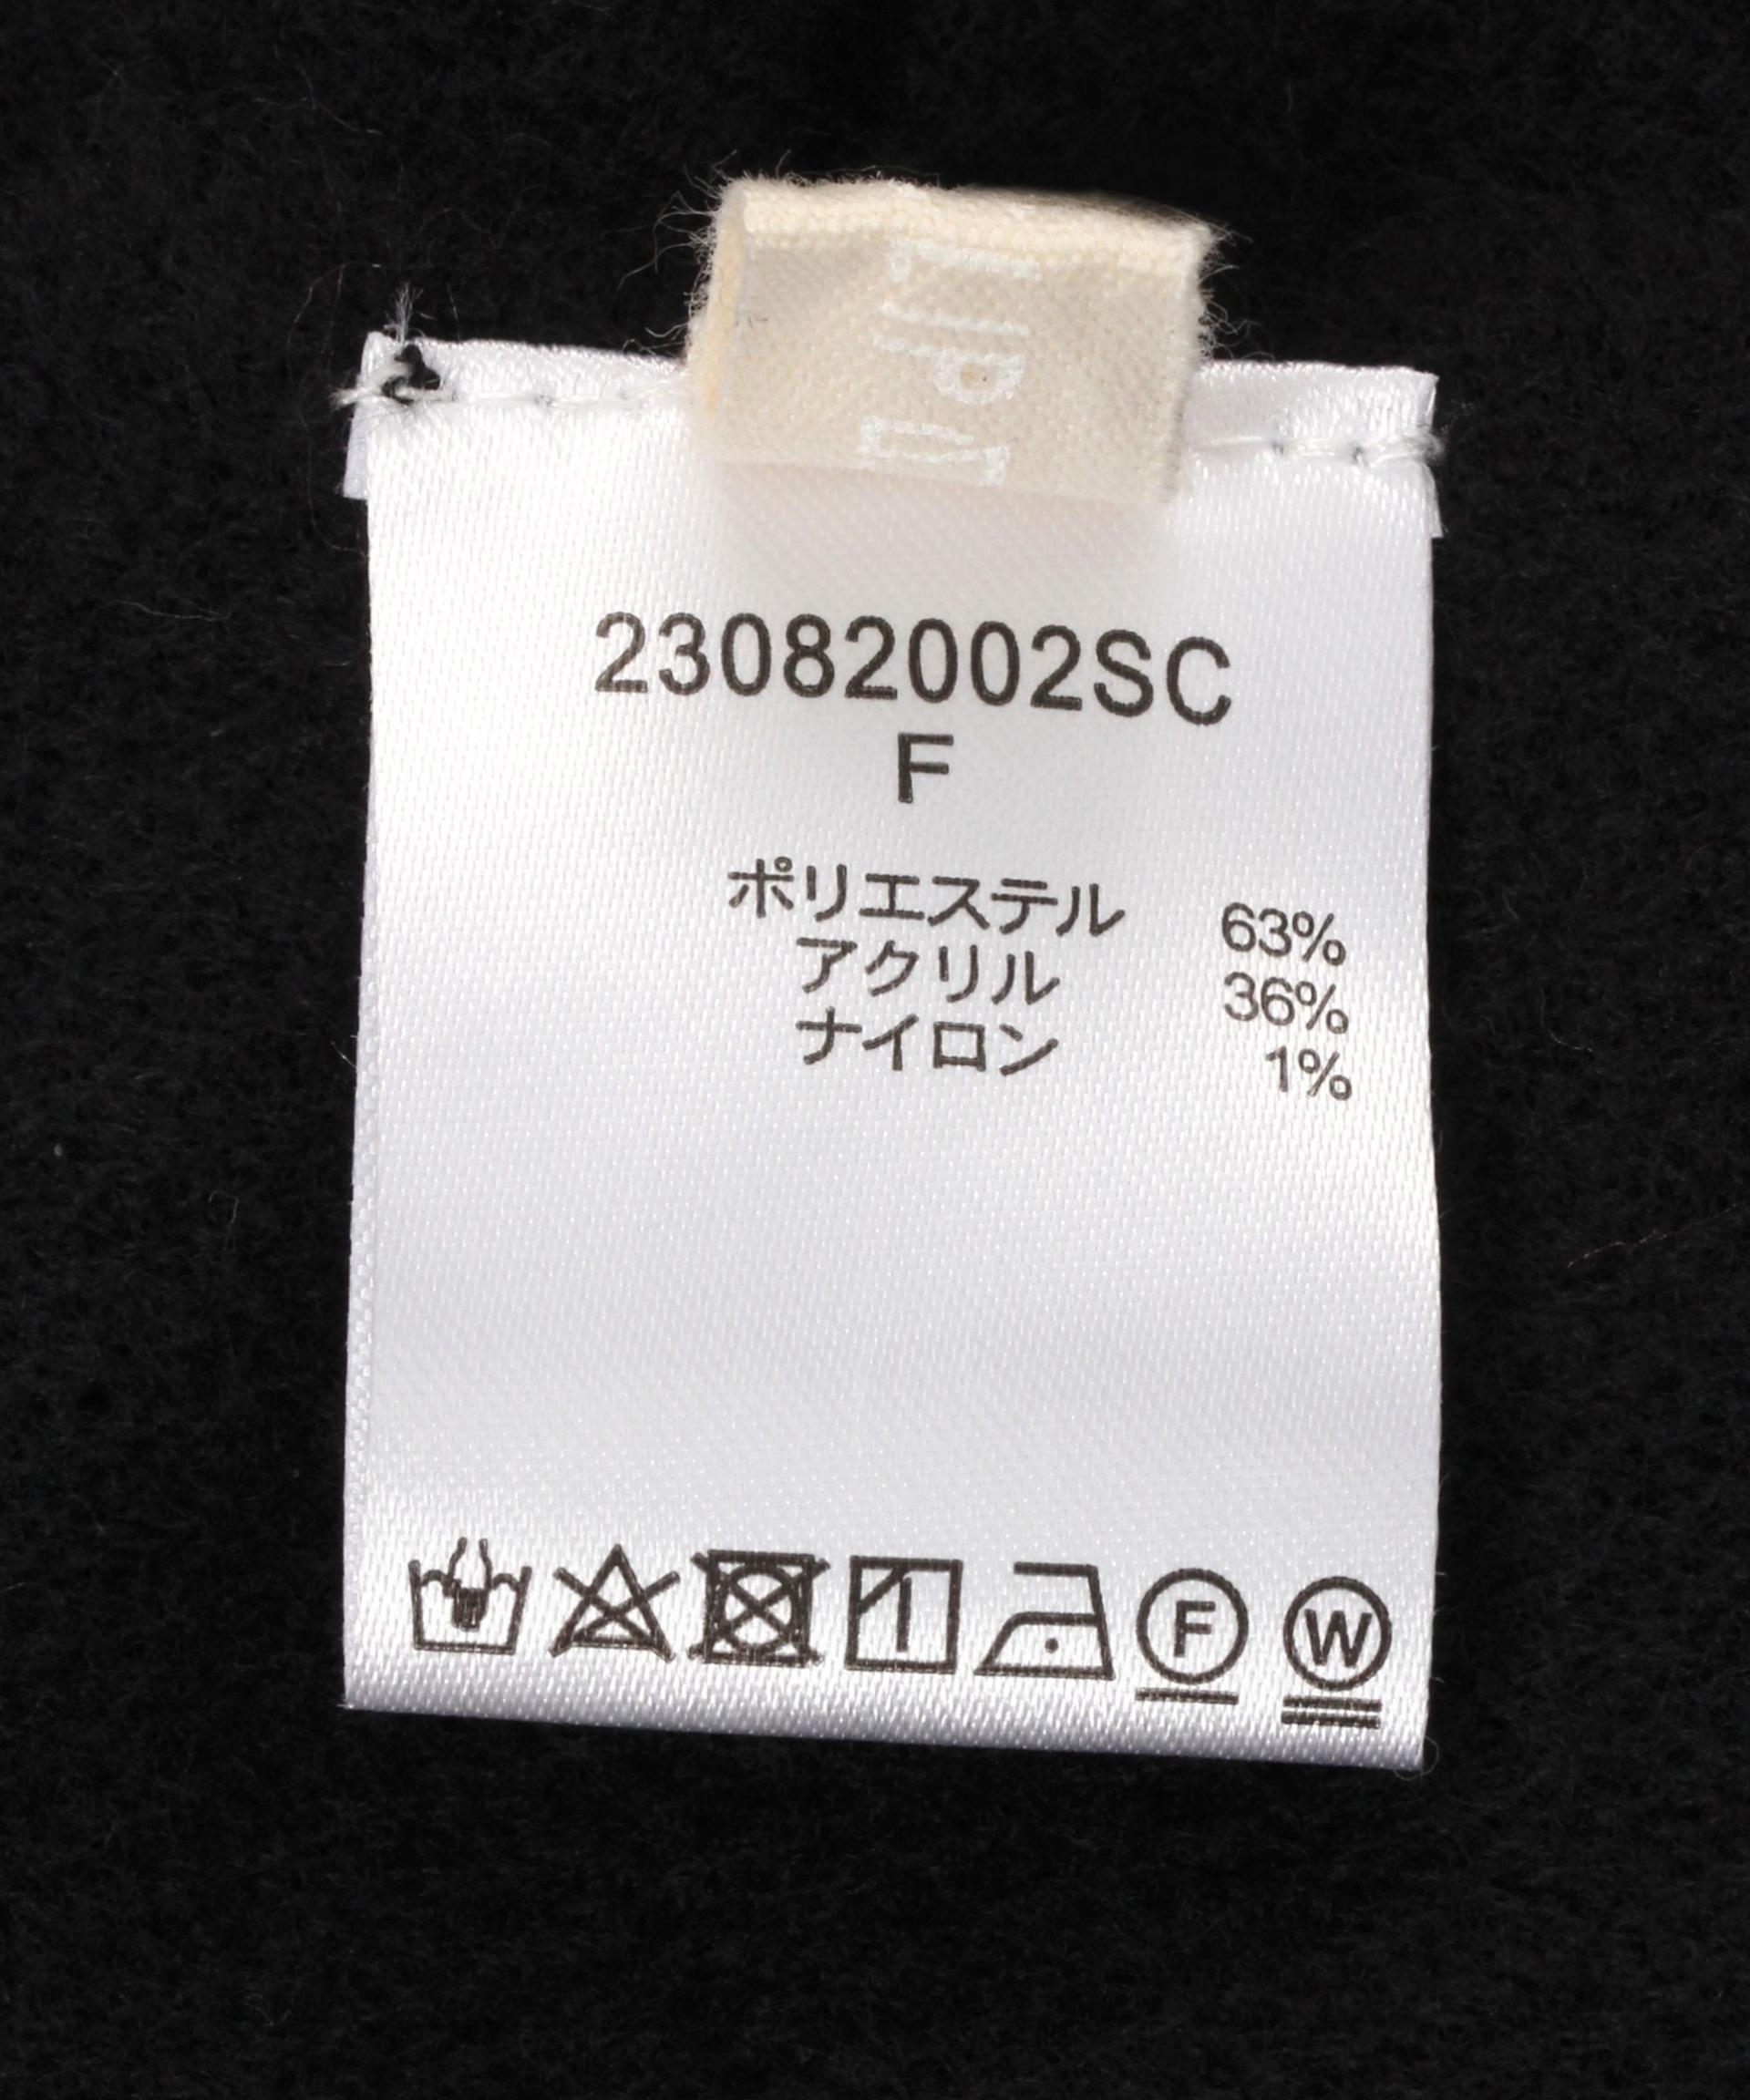 23082002SC
F
ポリエステル 63%
アクリル 36%
ナイロン 1%
F W